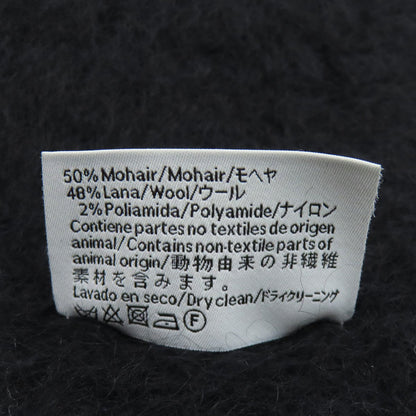 50% Mohair/Mohair/モヘヤ
48% Lana/Wool/ウール
2% Poliamida/Polyamide/ナイロン
Contiene partes no textiles de origen
animal/Contains non-textile parts of
animal origin/動物由来の非繊維
素材を含みます。
Lavado en seco/Dry clean/ドライクリーニング
F